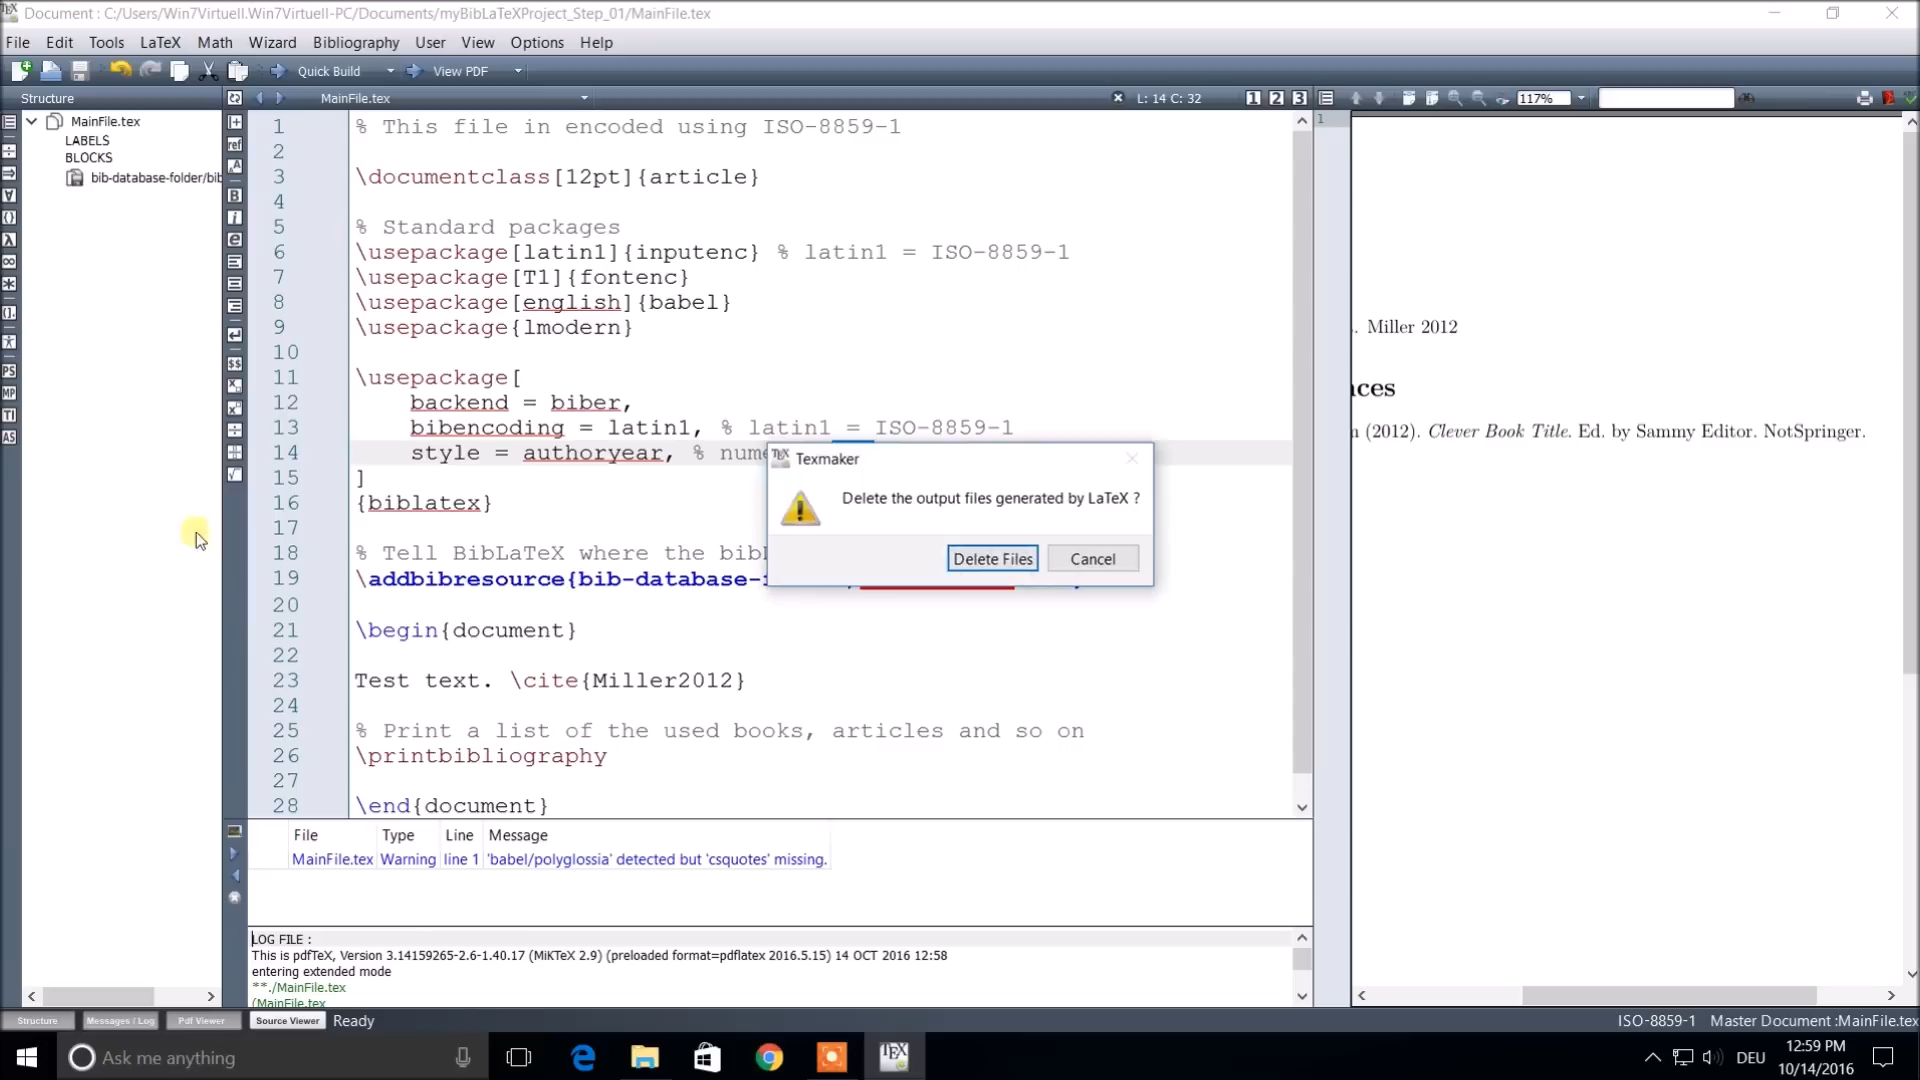 Document : C:/Users/Win7Virtuell.Win7Virtuell-PC/Documents/myBibLaTeXProject_Step_01/MainFile.tex
File Edit Tools LaTeX Math Wizard Bibliography User View Options Help
Quick Build View PDF
Structure MainFile.tex L: 14 C: 32 1 2 3 117%
MainFile.tex
LABELS
BLOCKS
bib-database-folder/bib
1 % This file in encoded using ISO-8859-1
2
3 \documentclass[12pt]{article}
4
5 % Standard packages
6 \usepackage[latin1]{inputenc} % latin1 = ISO-8859-1
7 \usepackage[T1]{fontenc}
8 \usepackage[english]{babel}
9 \usepackage{lmodern}
10
11 \usepackage[
12 backend = biber,
13 bibencoding = latin1, % latin1 = ISO-8859-1
14 style = authoryear, % nume
15 ]
16 {biblatex}
17
18 % Tell BibLaTeX where the bib
19 \addbibresource{bib-database-
20
21 \begin{document}
22
23 Test text. \cite{Miller2012}
24
25 % Print a list of the used books, articles and so on
26 \printbibliography
27
28 \end{document}
Texmaker
Delete the output files generated by LaTeX ?
Delete Files Cancel
1
. Miller 2012
nces
(2012). Clever Book Title. Ed. by Sammy Editor. NotSpringer.
File Type Line Message
MainFile.tex Warning line 1 'babel/polyglossia' detected but 'csquotes' missing.
LOG FILE :
This is pdfTeX, Version 3.14159265-2.6-1.40.17 (MiKTeX 2.9) (preloaded format=pdflatex 2016.5.15) 14 OCT 2016 12:58
entering extended mode
**./MainFile.tex
(MainFile.tex
Structure Messages / Log Pdf Viewer Source Viewer Ready ISO-8859-1 Master Document :MainFile.tex
Ask me anything DEU 12:59 PM
10/14/2016